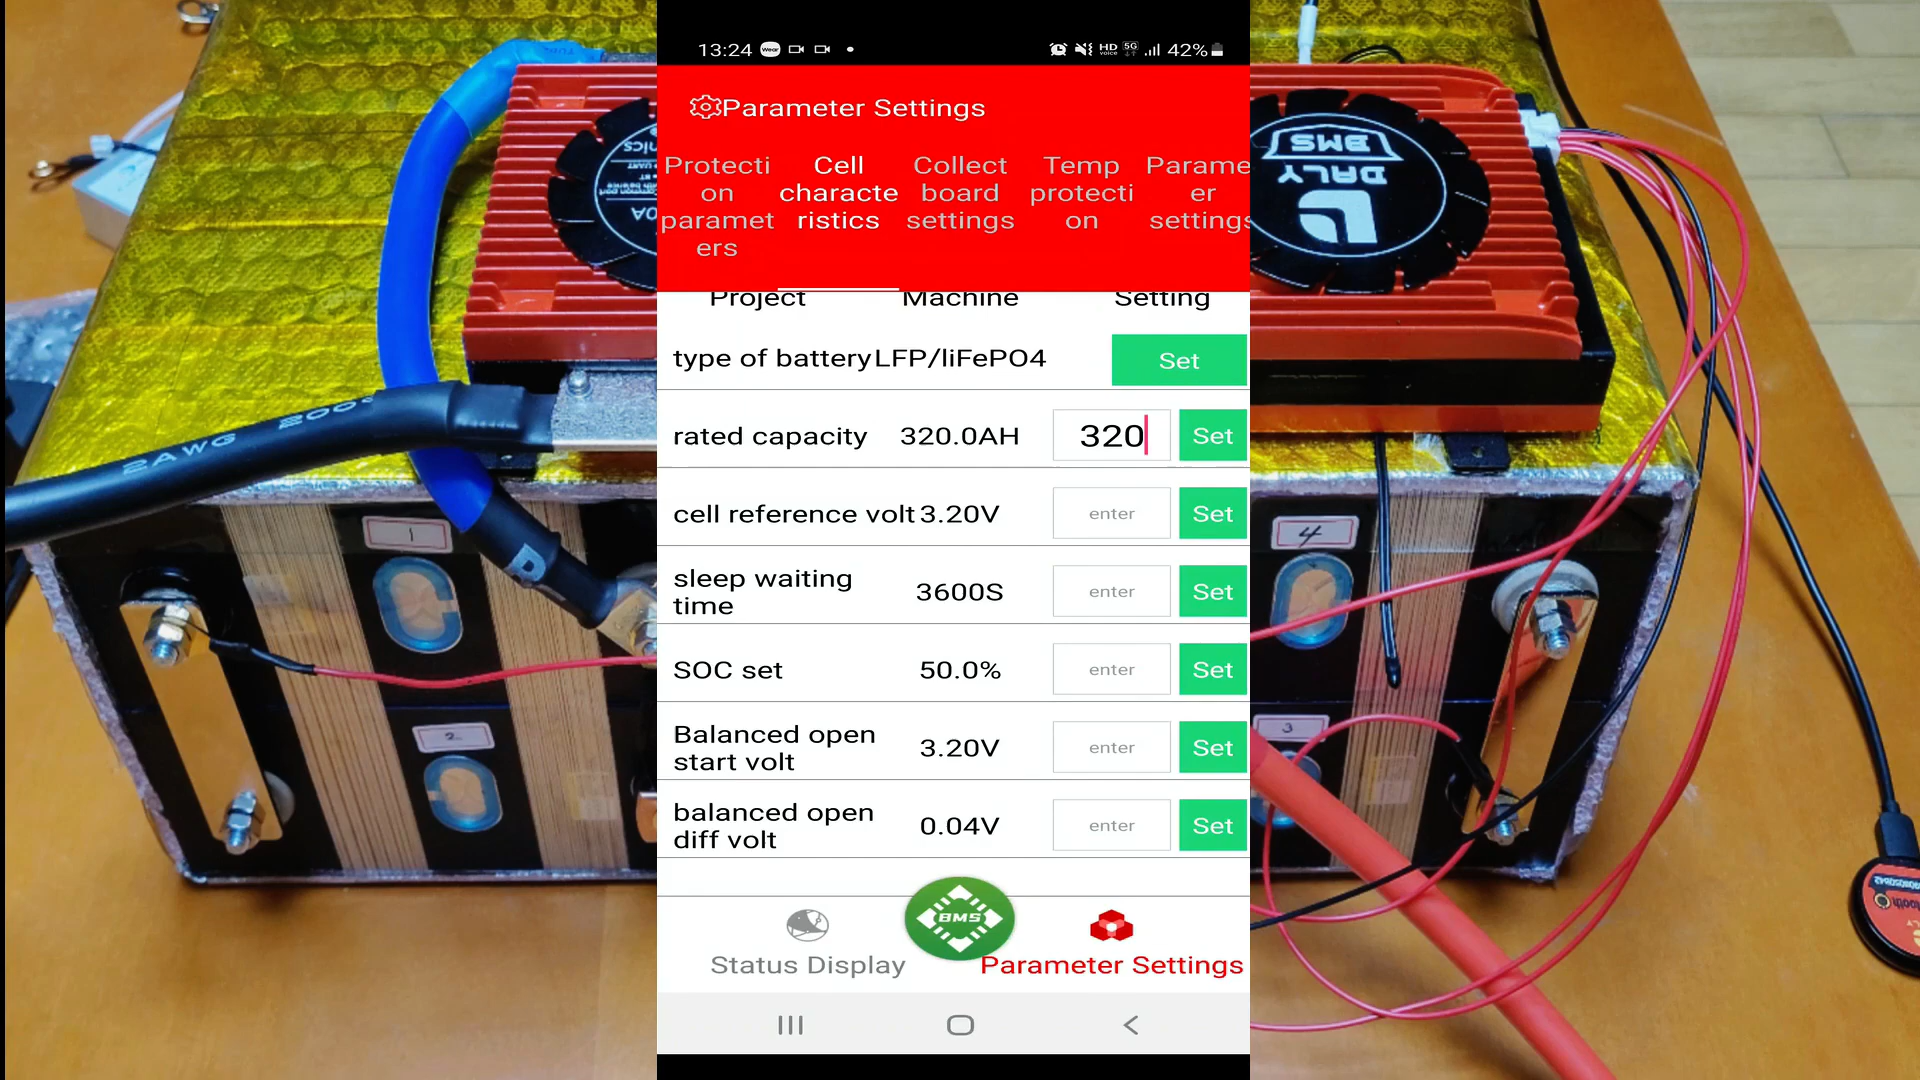 13:24
Wear
HD
voice
5G
42%
Parameter Settings
Protecti
on
paramet
ers
Cell
characte
ristics
Collect
board
settings
Temp
protecti
on
Parame
er
settings
Project Machine Setting
type of battery LFP/liFePO4 Set
rated capacity 320.0AH 320 Set
cell reference volt 3.20V enter Set
sleep waiting
time
3600S enter Set
SOC set 50.0% enter Set
Balanced open
start volt
3.20V enter Set
balanced open
diff volt
0.04V enter Set
BMS
Status Display
Parameter Settings
2AWG 200
D
1
2
4
3
DALY
BMS